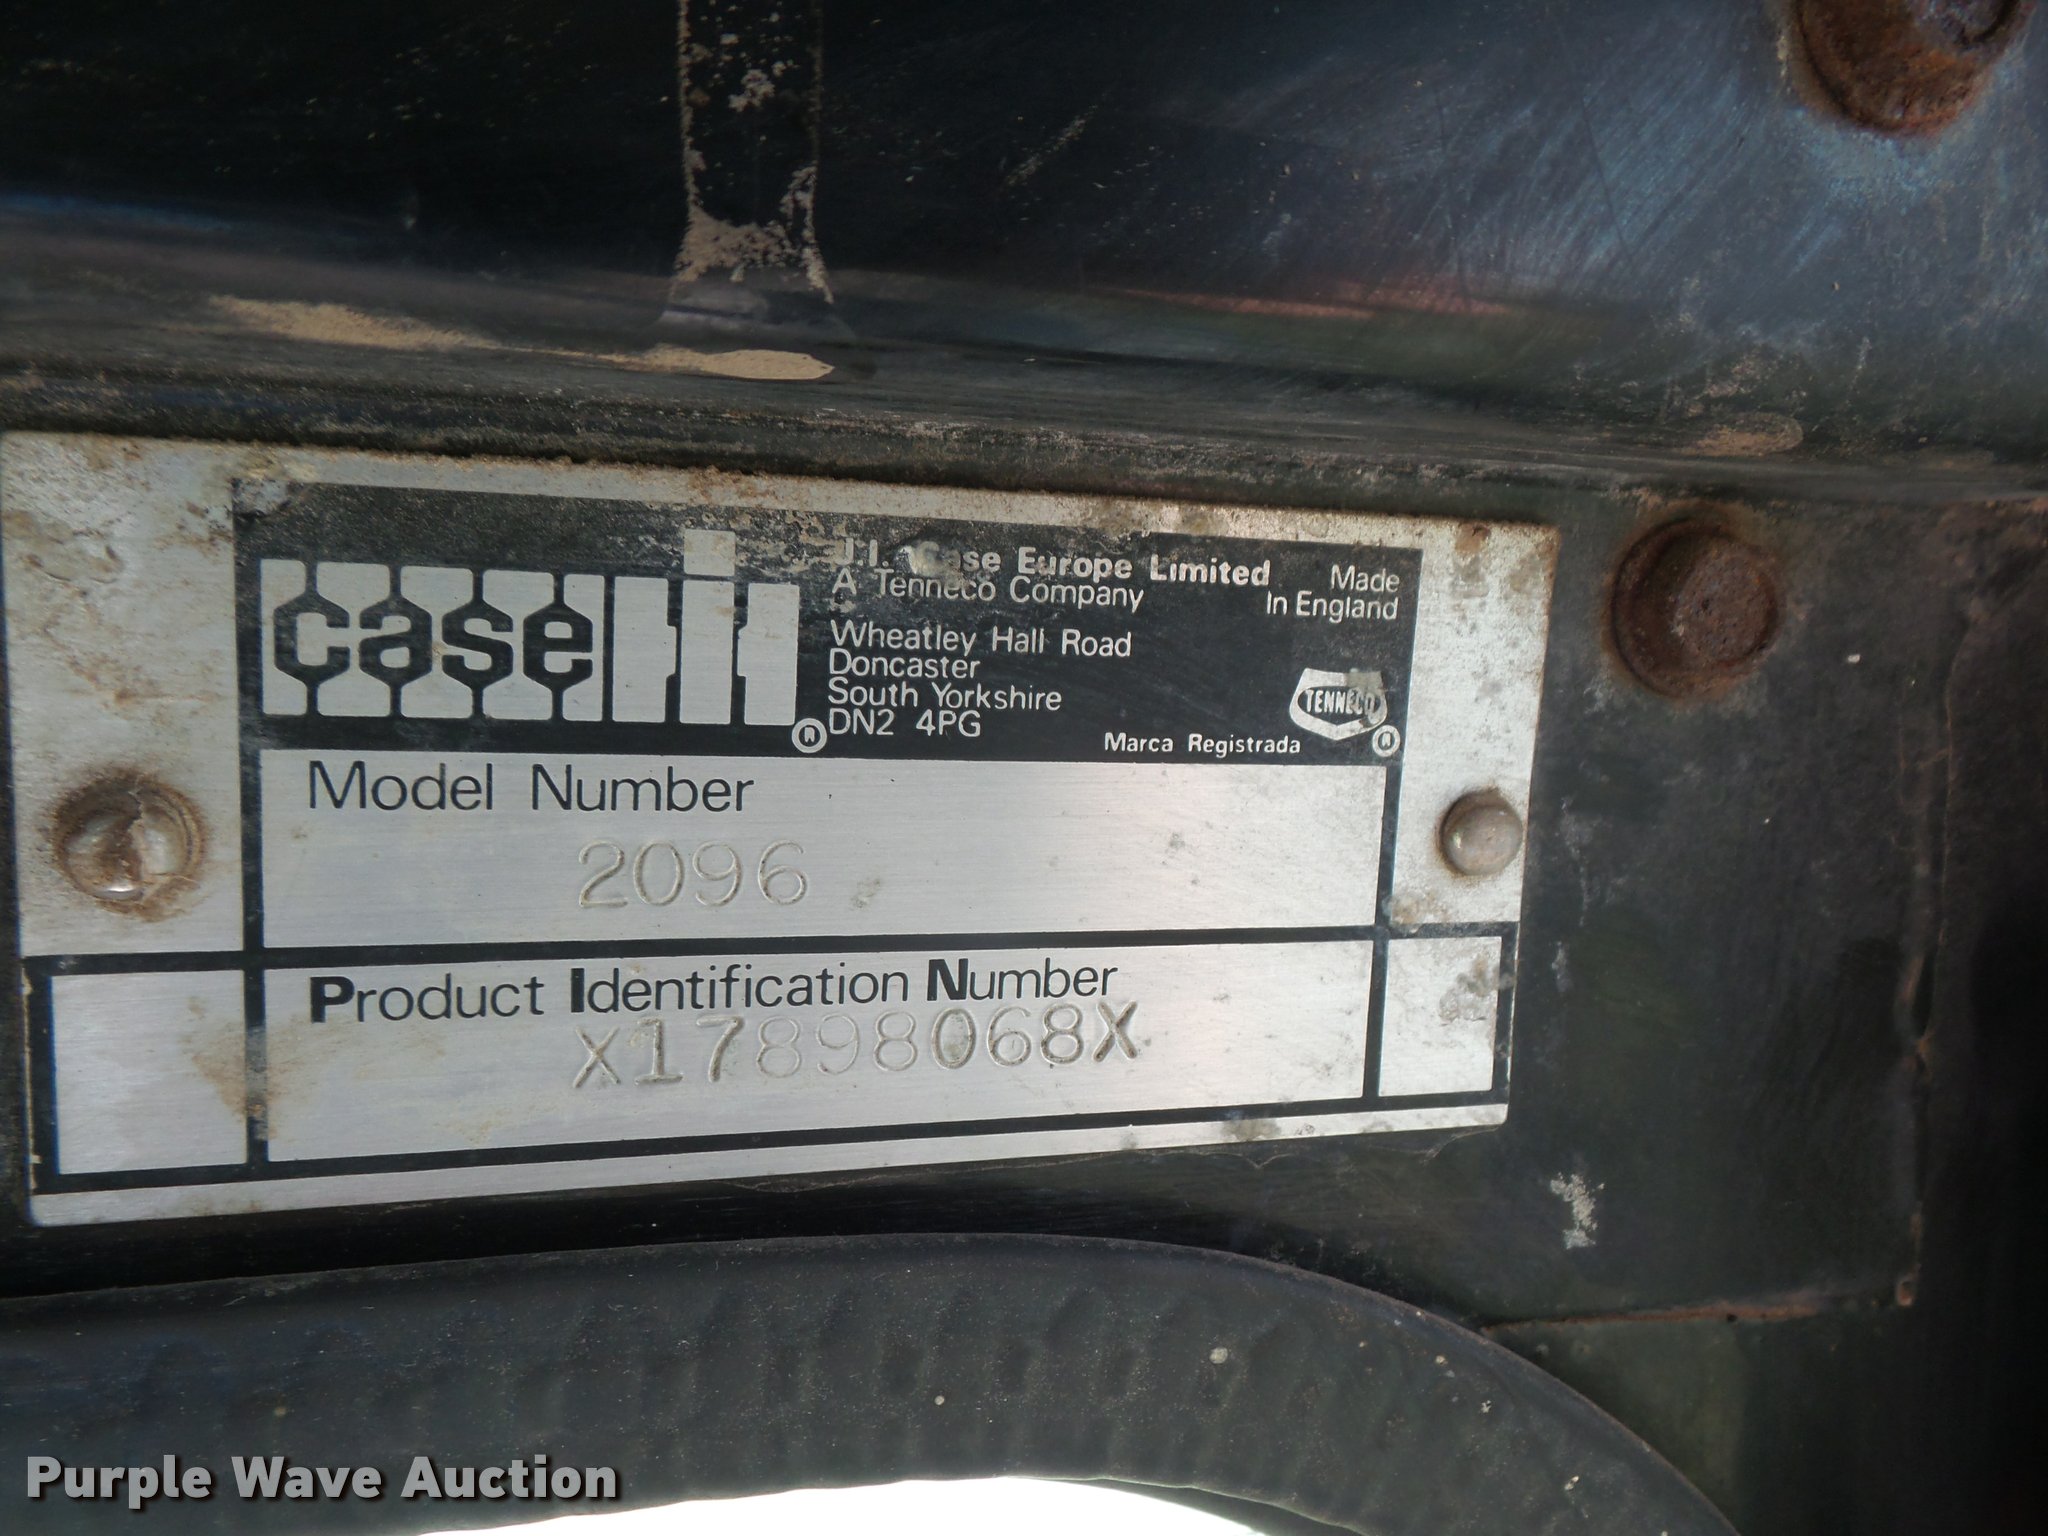 case IH
®
J.I. Case Europe Limited
A Tenneco Company
Made
In England
Wheatley Hall Road
Doncaster
South Yorkshire
DN2 4PG
TENNECO
®
Marca Registrada
Model Number
2096
Product Identification Number
X17898068X
Purple Wave Auction